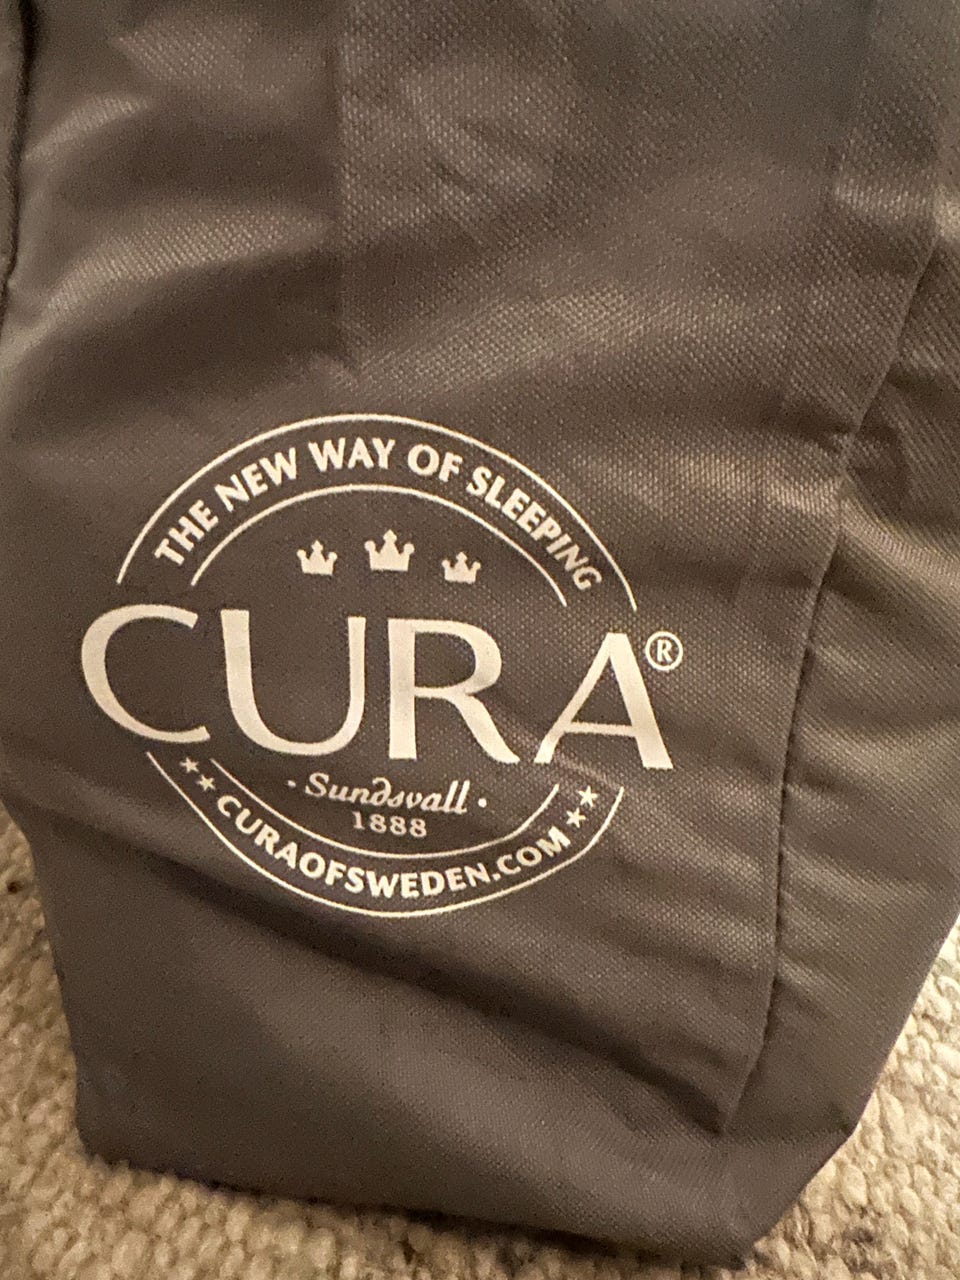 THE NEW WAY OF SLEEPING
CURA®
· Sundsvall ·
1888
CURAOFSWEDEN.COM